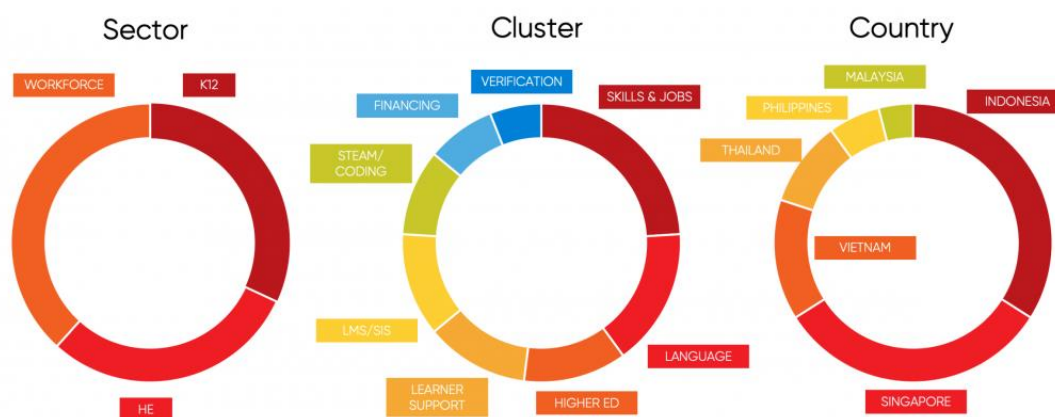 Sector
WORKFORCE
K12
HE
Cluster
VERIFICATION
FINANCING
SKILLS & JOBS
STEAM/
CODING
LMS/SIS
LANGUAGE
LEARNER
SUPPORT
HIGHER ED
Country
MALAYSIA
PHILIPPINES
INDONESIA
THAILAND
VIETNAM
SINGAPORE